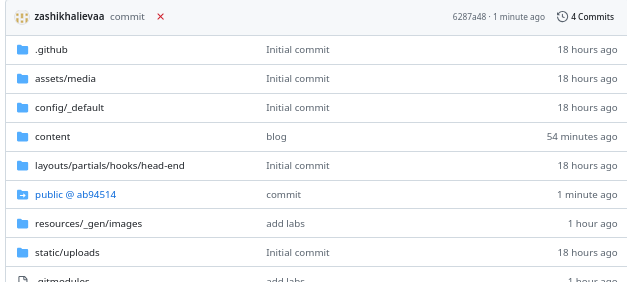 zashikhalievaa commit 6287a48 · 1 minute ago 4 Commits
.github Initial commit 18 hours ago
assets/media Initial commit 18 hours ago
config/_default Initial commit 18 hours ago
content blog 54 minutes ago
layouts/partials/hooks/head-end Initial commit 18 hours ago
public @ ab94514 commit 1 minute ago
resources/_gen/images add labs 1 hour ago
static/uploads Initial commit 18 hours ago
.gitmodules add labs 1 hour ago